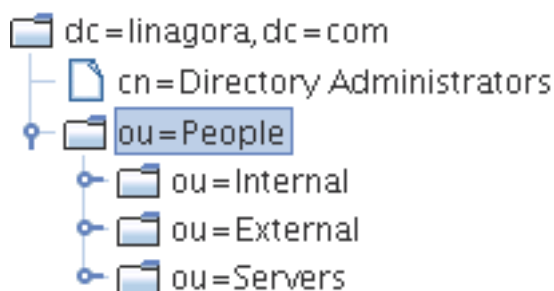 dc=linagora,dc=com
cn=Directory Administrators
ou=People
ou=Internal
ou=External
ou=Servers